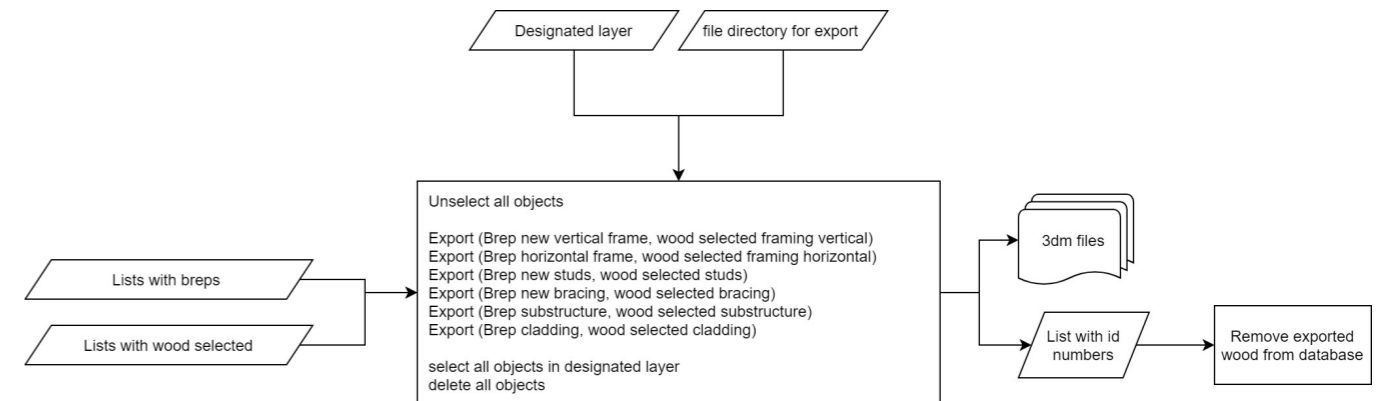 Designated layer
file directory for export
Unselect all objects
Export (Brep new vertical frame, wood selected framing vertical)
Export (Brep horizontal frame, wood selected framing horizontal)
Export (Brep new studs, wood selected studs)
Export (Brep new bracing, wood selected bracing)
Export (Brep substructure, wood selected substructure)
Export (Brep cladding, wood selected cladding)
select all objects in designated layer
delete all objects
Lists with breps
Lists with wood selected
3dm files
List with id
numbers
Remove exported
wood from database